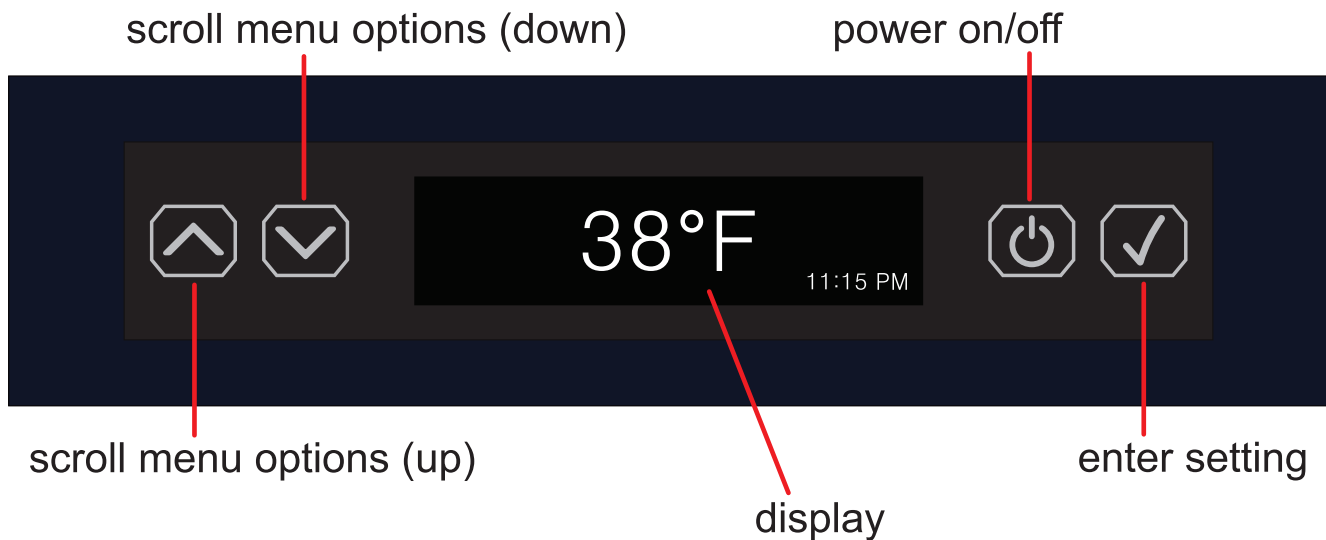 scroll menu options (down)
power on/off
38°F
11:15 PM
scroll menu options (up)
enter setting
display